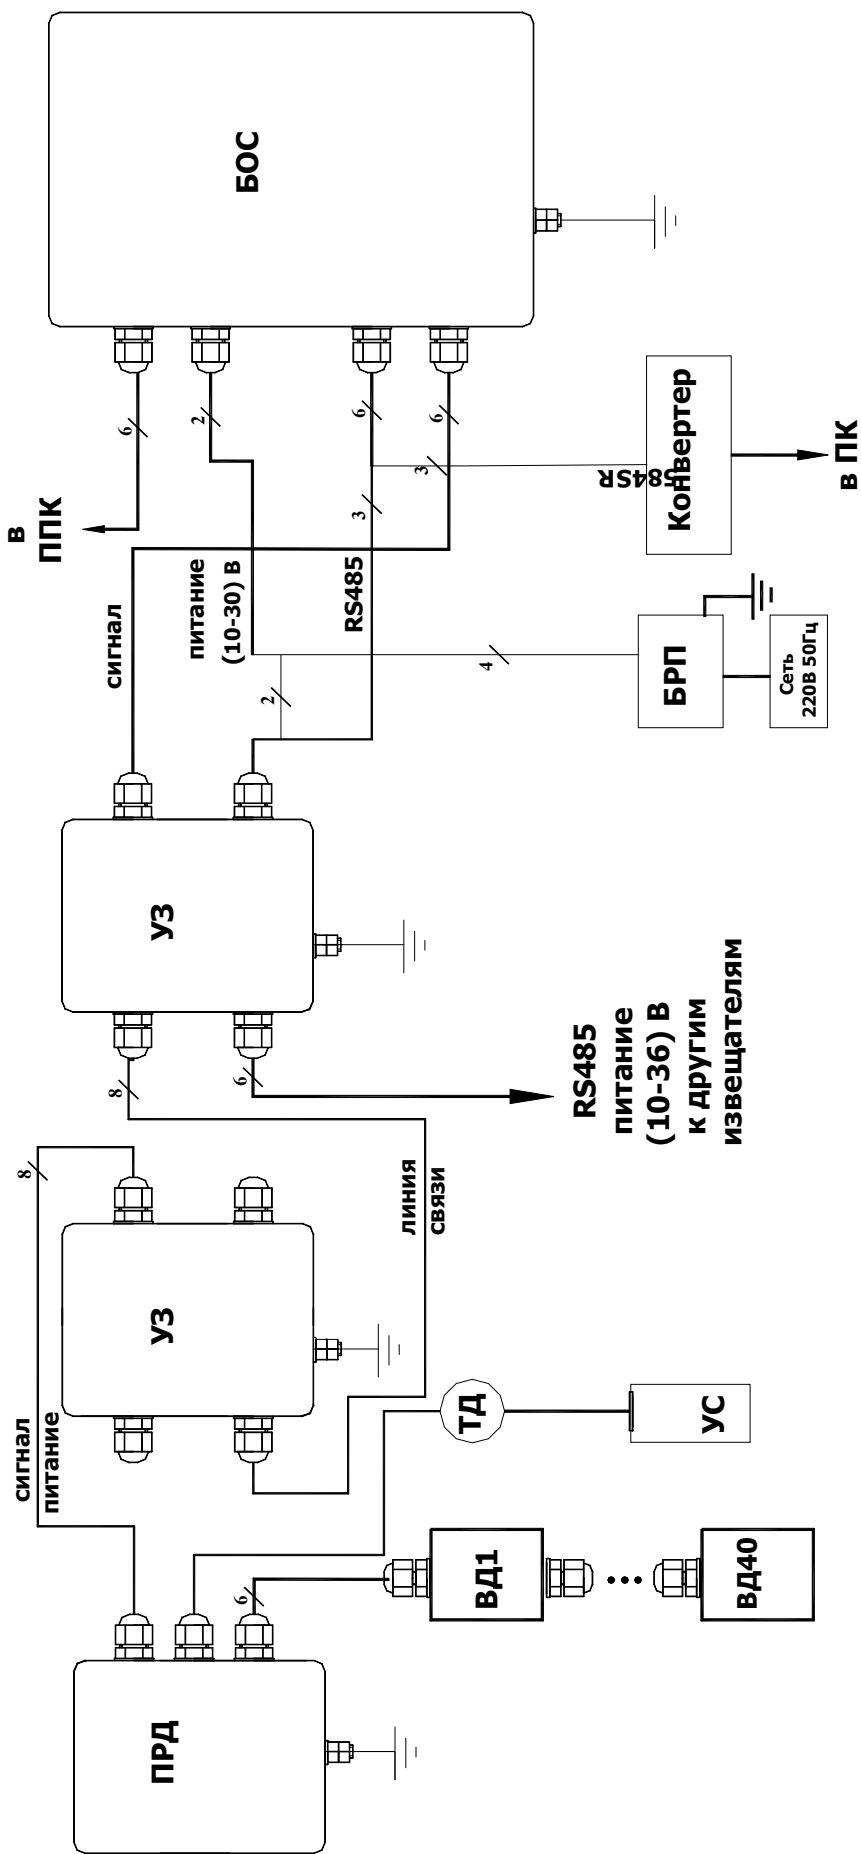 БОС
6
2
6
6
в
ППК
3
3
584SR
Конвертер
в ПК
сигнал
питание
(10-30) В
RS485
2
4
БРП
Сеть
220В 50Гц
УЗ
8
6
RS485
питание
(10-36) В
к другим
извещателям
8
УЗ
линия
связи
сигнал
питание
ТД
УС
6
ВД1
ВД40
ПРД